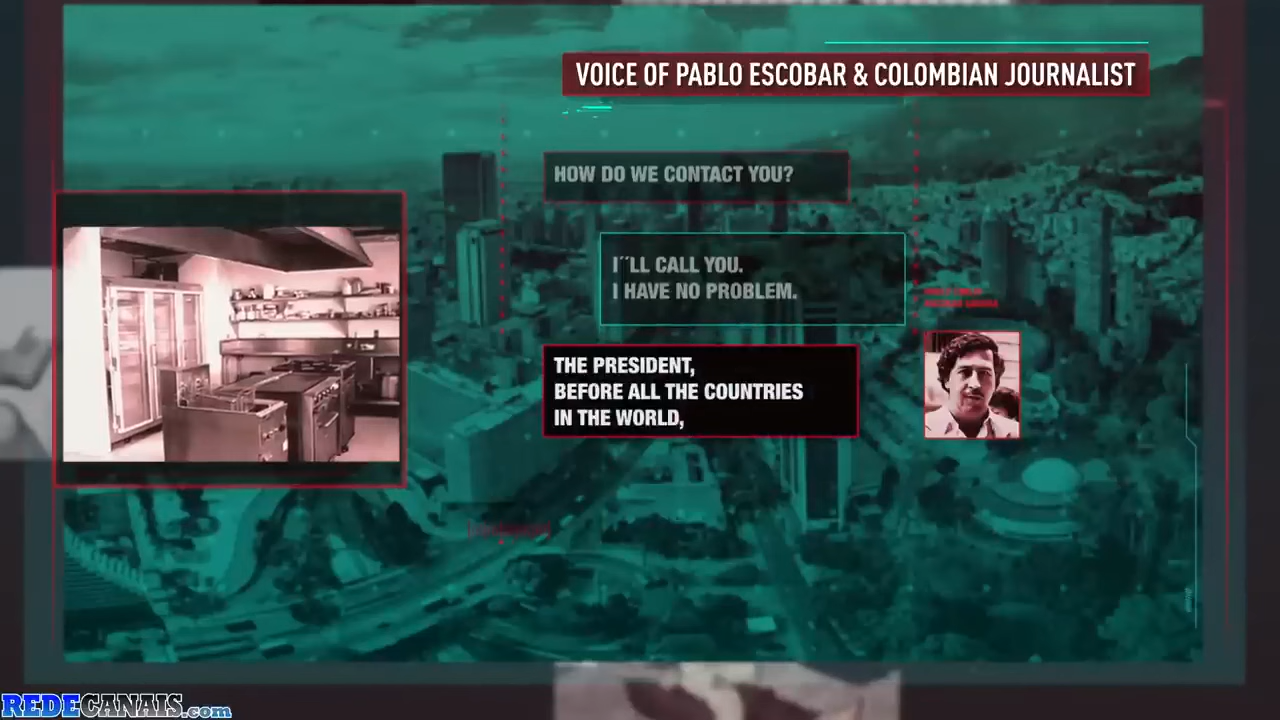 VOICE OF PABLO ESCOBAR & COLOMBIAN JOURNALIST
HOW DO WE CONTACT YOU?
I´´LL CALL YOU.
I HAVE NO PROBLEM.
THE PRESIDENT,
BEFORE ALL THE COUNTRIES
IN THE WORLD,
REDECANAIS.com